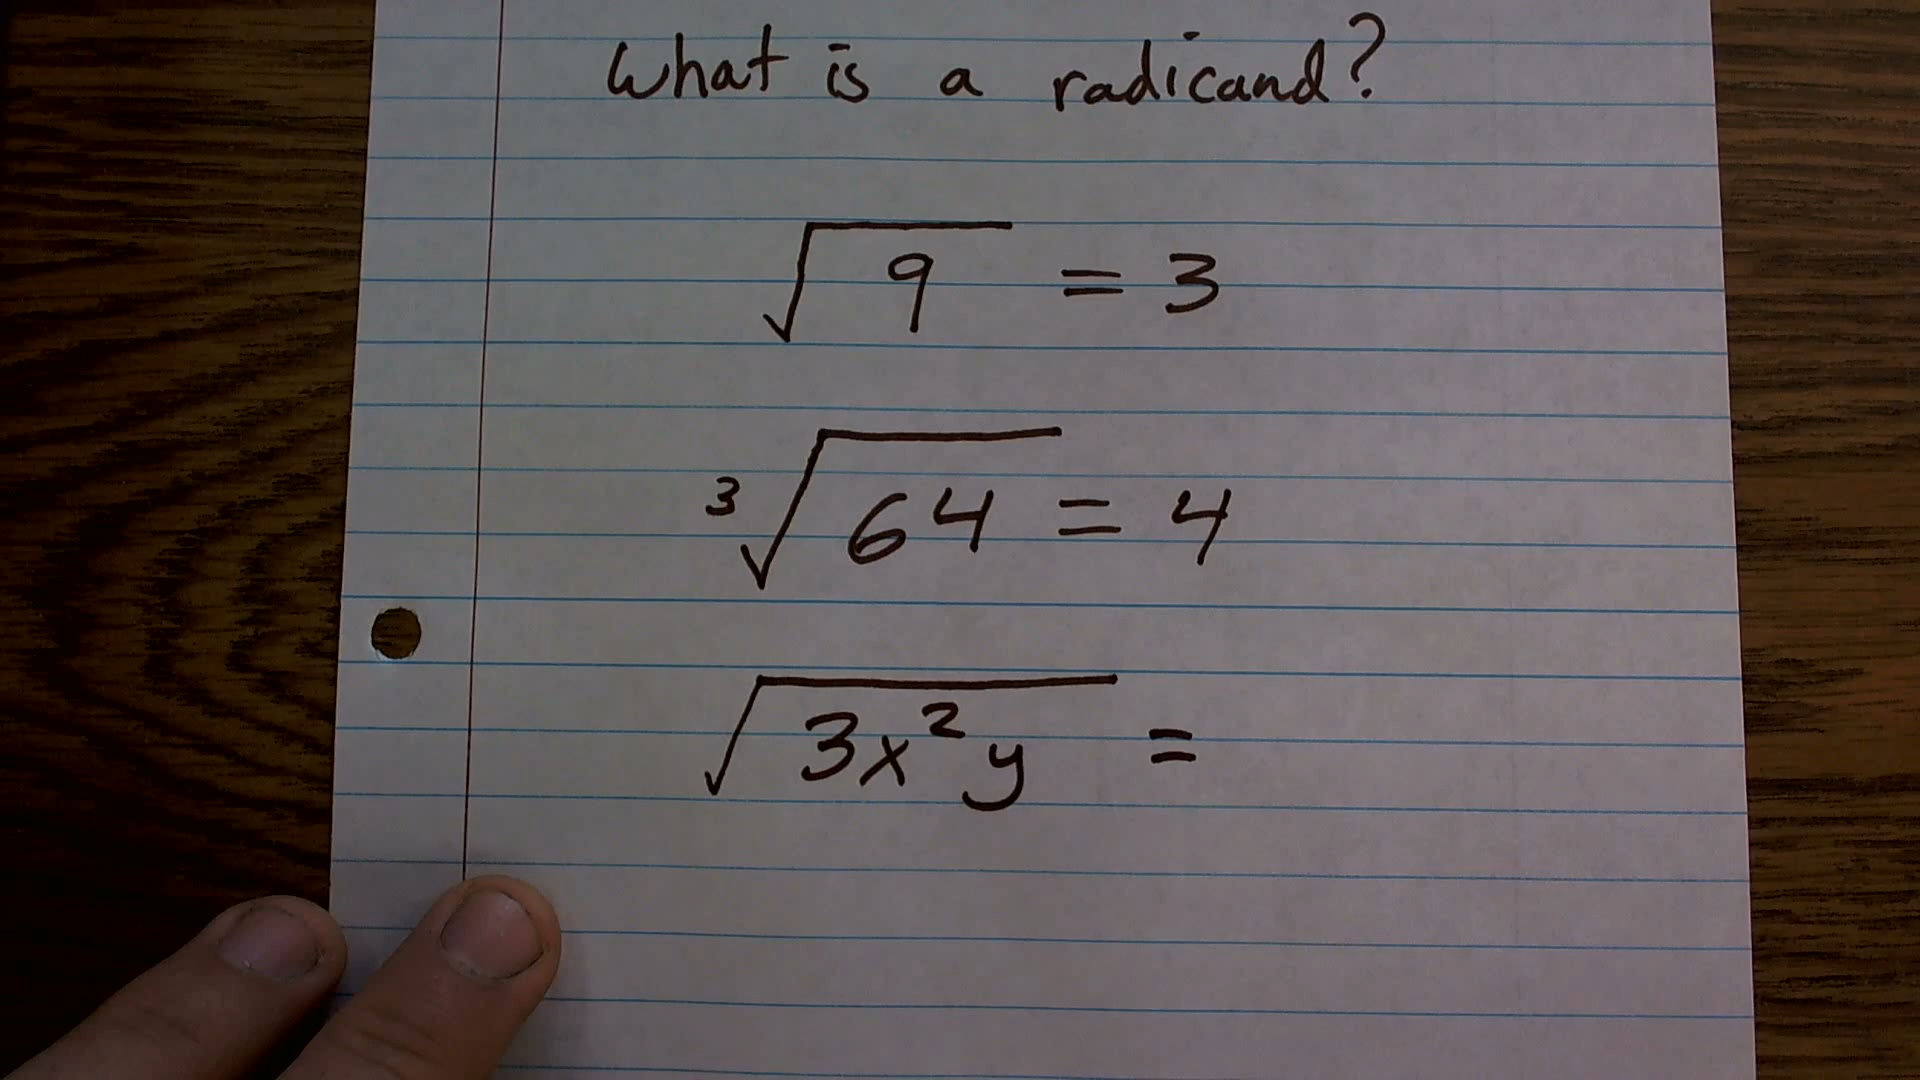 What is a radicand?
√9 = 3
³√64 = 4
√3x²y =